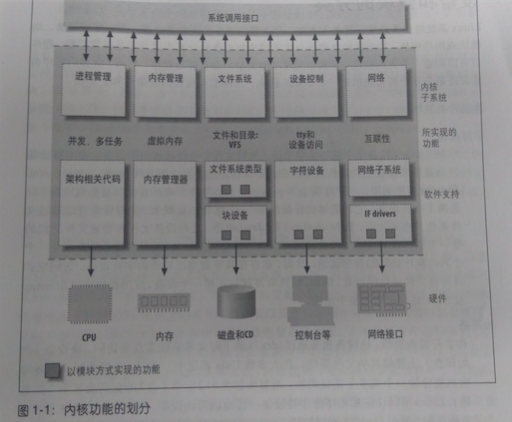 系统调用接口
进程管理
内存管理
文件系统
设备控制
网络
内核
子系统
并发、多任务
虚拟内存
文件和目录:
VFS
tty和
设备访问
互联性
所实现的
功能
架构相关代码
内存管理器
文件系统类型
字符设备
网络子系统
软件支持
块设备
IF drivers
硬件
CPU
内存
磁盘和CD
控制台等
网络接口
以模块方式实现的功能
图 1-1: 内核功能的划分